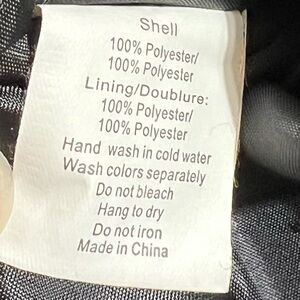 Shell
100% Polyester/
100% Polyester
Lining/Doublure:
100% Polyester/
100% Polyester
Hand wash in cold water
Wash colors separately
Do not bleach
Hang to dry
Do not iron
Made in China